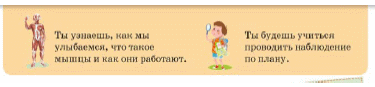 Ты узнаешь, как мы
улыбаемся, что такое
мышцы и как они работают.
Ты будешь учиться
проводить наблюдение
по плану.